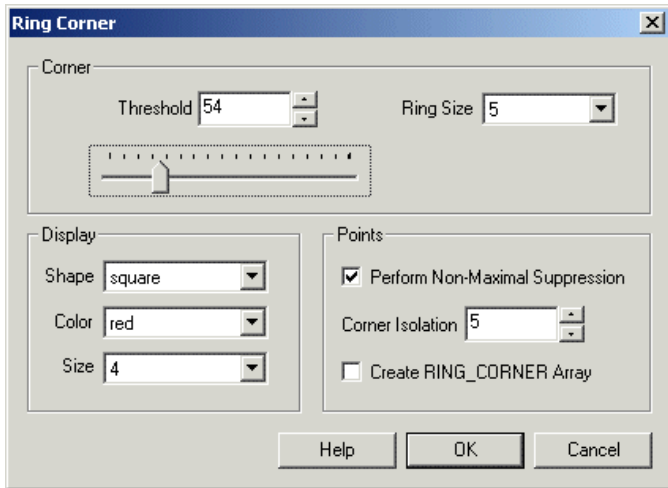 Ring Corner
Corner
Threshold 54
Ring Size 5
Display
Shape square
Color red
Size 4
Points
Perform Non-Maximal Suppression
Corner Isolation 5
Create RING_CORNER Array
Help OK Cancel